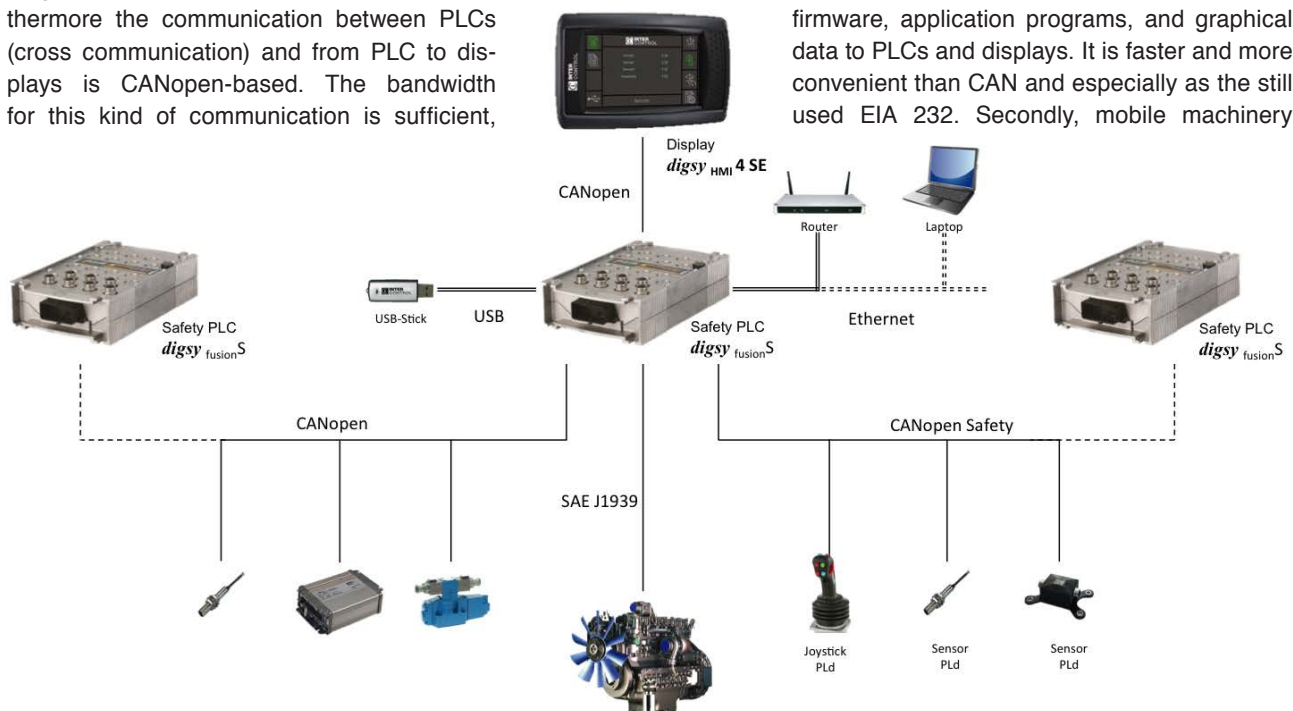 thermore the communication between PLCs
(cross communication) and from PLC to dis-
plays is CANopen-based. The bandwidth
for this kind of communication is sufficient,
firmware, application programs, and graphical
data to PLCs and displays. It is faster and more
convenient than CAN and especially as the still
used EIA 232. Secondly, mobile machinery
INTER CONTROL
Display
digsy HMI 4 SE
CANopen
Router
Laptop
INTER CONTROL
USB-Stick
USB
Ethernet
Safety PLC
digsy fusionS
Safety PLC
digsy fusionS
Safety PLC
digsy fusionS
CANopen
CANopen Safety
SAE J1939
Joystick
PLd
Sensor
PLd
Sensor
PLd